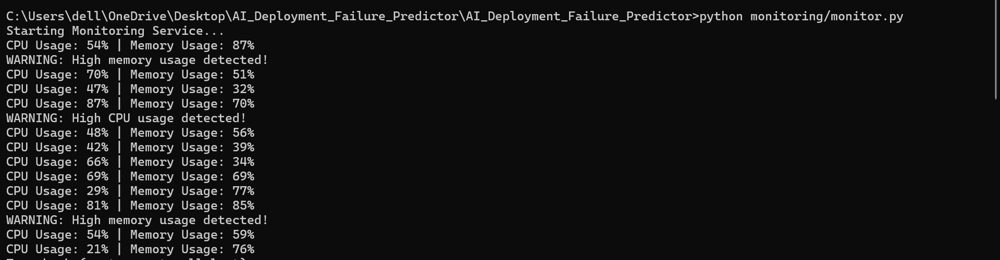 C:\Users\dell\OneDrive\Desktop\AI_Deployment_Failure_Predictor\AI_Deployment_Failure_Predictor>python monitoring/monitor.py
Starting Monitoring Service...
CPU Usage: 54% | Memory Usage: 87%
WARNING: High memory usage detected!
CPU Usage: 70% | Memory Usage: 51%
CPU Usage: 47% | Memory Usage: 32%
CPU Usage: 87% | Memory Usage: 70%
WARNING: High CPU usage detected!
CPU Usage: 48% | Memory Usage: 56%
CPU Usage: 42% | Memory Usage: 39%
CPU Usage: 66% | Memory Usage: 34%
CPU Usage: 69% | Memory Usage: 69%
CPU Usage: 29% | Memory Usage: 77%
CPU Usage: 81% | Memory Usage: 85%
WARNING: High memory usage detected!
CPU Usage: 54% | Memory Usage: 59%
CPU Usage: 21% | Memory Usage: 76%